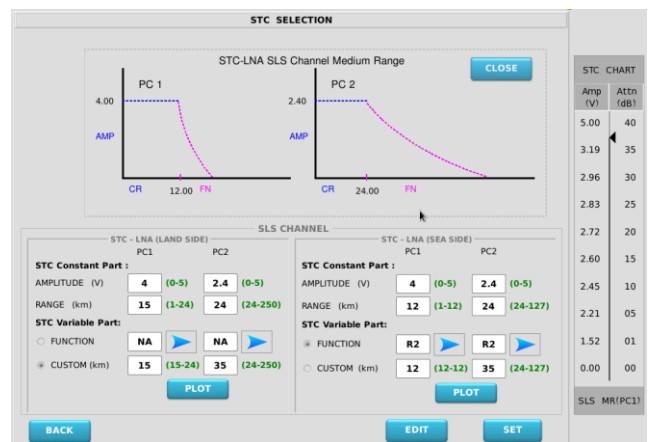 STC SELECTION
STC-LNA SLS Channel Medium Range
CLOSE
PC 1
4.00
AMP
CR 12.00 FN
PC 2
2.40
AMP
CR 24.00 FN
SLS CHANNEL
STC - LNA (LAND SIDE)
PC1 PC2
STC Constant Part :
AMPLITUDE (V) 4 (0-5) 2.4 (0-5)
RANGE (km) 15 (1-24) 24 (24-250)
STC Variable Part:
FUNCTION NA NA
CUSTOM (km) 15 (15-24) 35 (24-250)
PLOT
STC - LNA (SEA SIDE)
PC1 PC2
STC Constant Part :
AMPLITUDE (V) 4 (0-5) 2.4 (0-5)
RANGE (km) 12 (1-12) 24 (24-127)
STC Variable Part:
FUNCTION R2 R2
CUSTOM (km) 12 (12-12) 35 (24-127)
PLOT
BACK EDIT SET
STC CHART
Amp Attn
(V) (dB)
5.00 40
3.19 35
2.96 30
2.83 25
2.72 20
2.60 15
2.45 10
2.21 05
1.52 01
0.00 00
SLS MR(PC1)